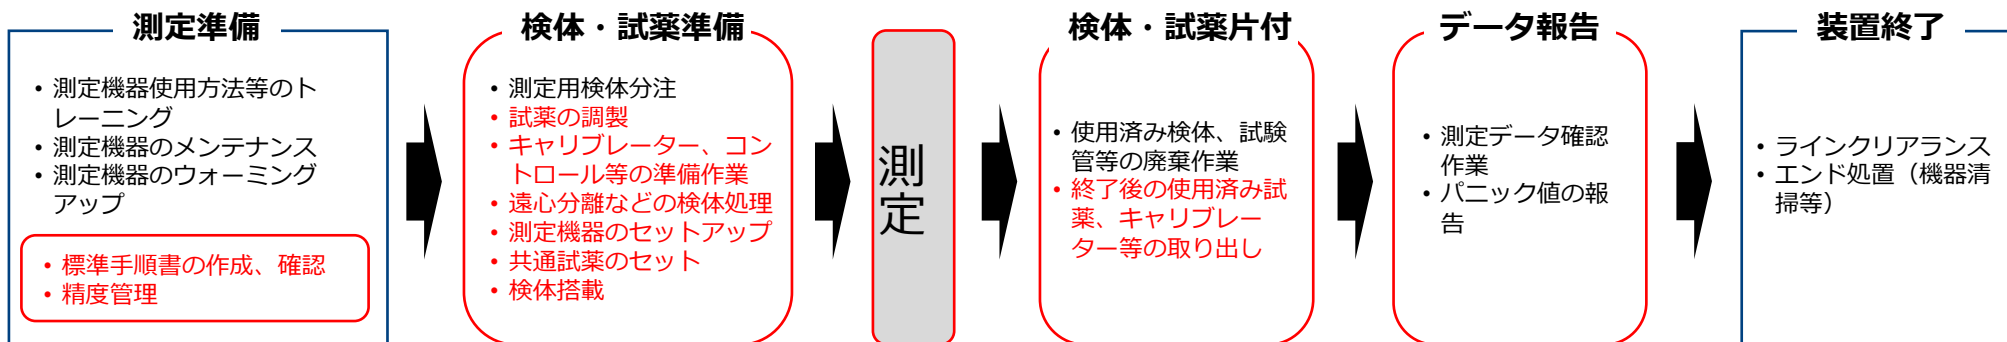 測定準備
• 測定機器使用方法等のト
レーニング
• 測定機器のメンテナンス
• 測定機器のウォーミング
アップ
• 標準手順書の作成、確認
• 精度管理
検体・試薬準備
• 測定用検体分注
• 試薬の調製
• キャリブレーター、コン
トロール等の準備作業
• 遠心分離などの検体処理
• 測定機器のセットアップ
• 共通試薬のセット
• 検体搭載
測
定
検体・試薬片付
• 使用済み検体、試験
管等の廃棄作業
• 終了後の使用済み試
薬、キャリブレー
ター等の取り出し
データ報告
• 測定データ確認
作業
• パニック値の報
告
装置終了
• ラインクリアランス
• エンド処置（機器清
掃等）